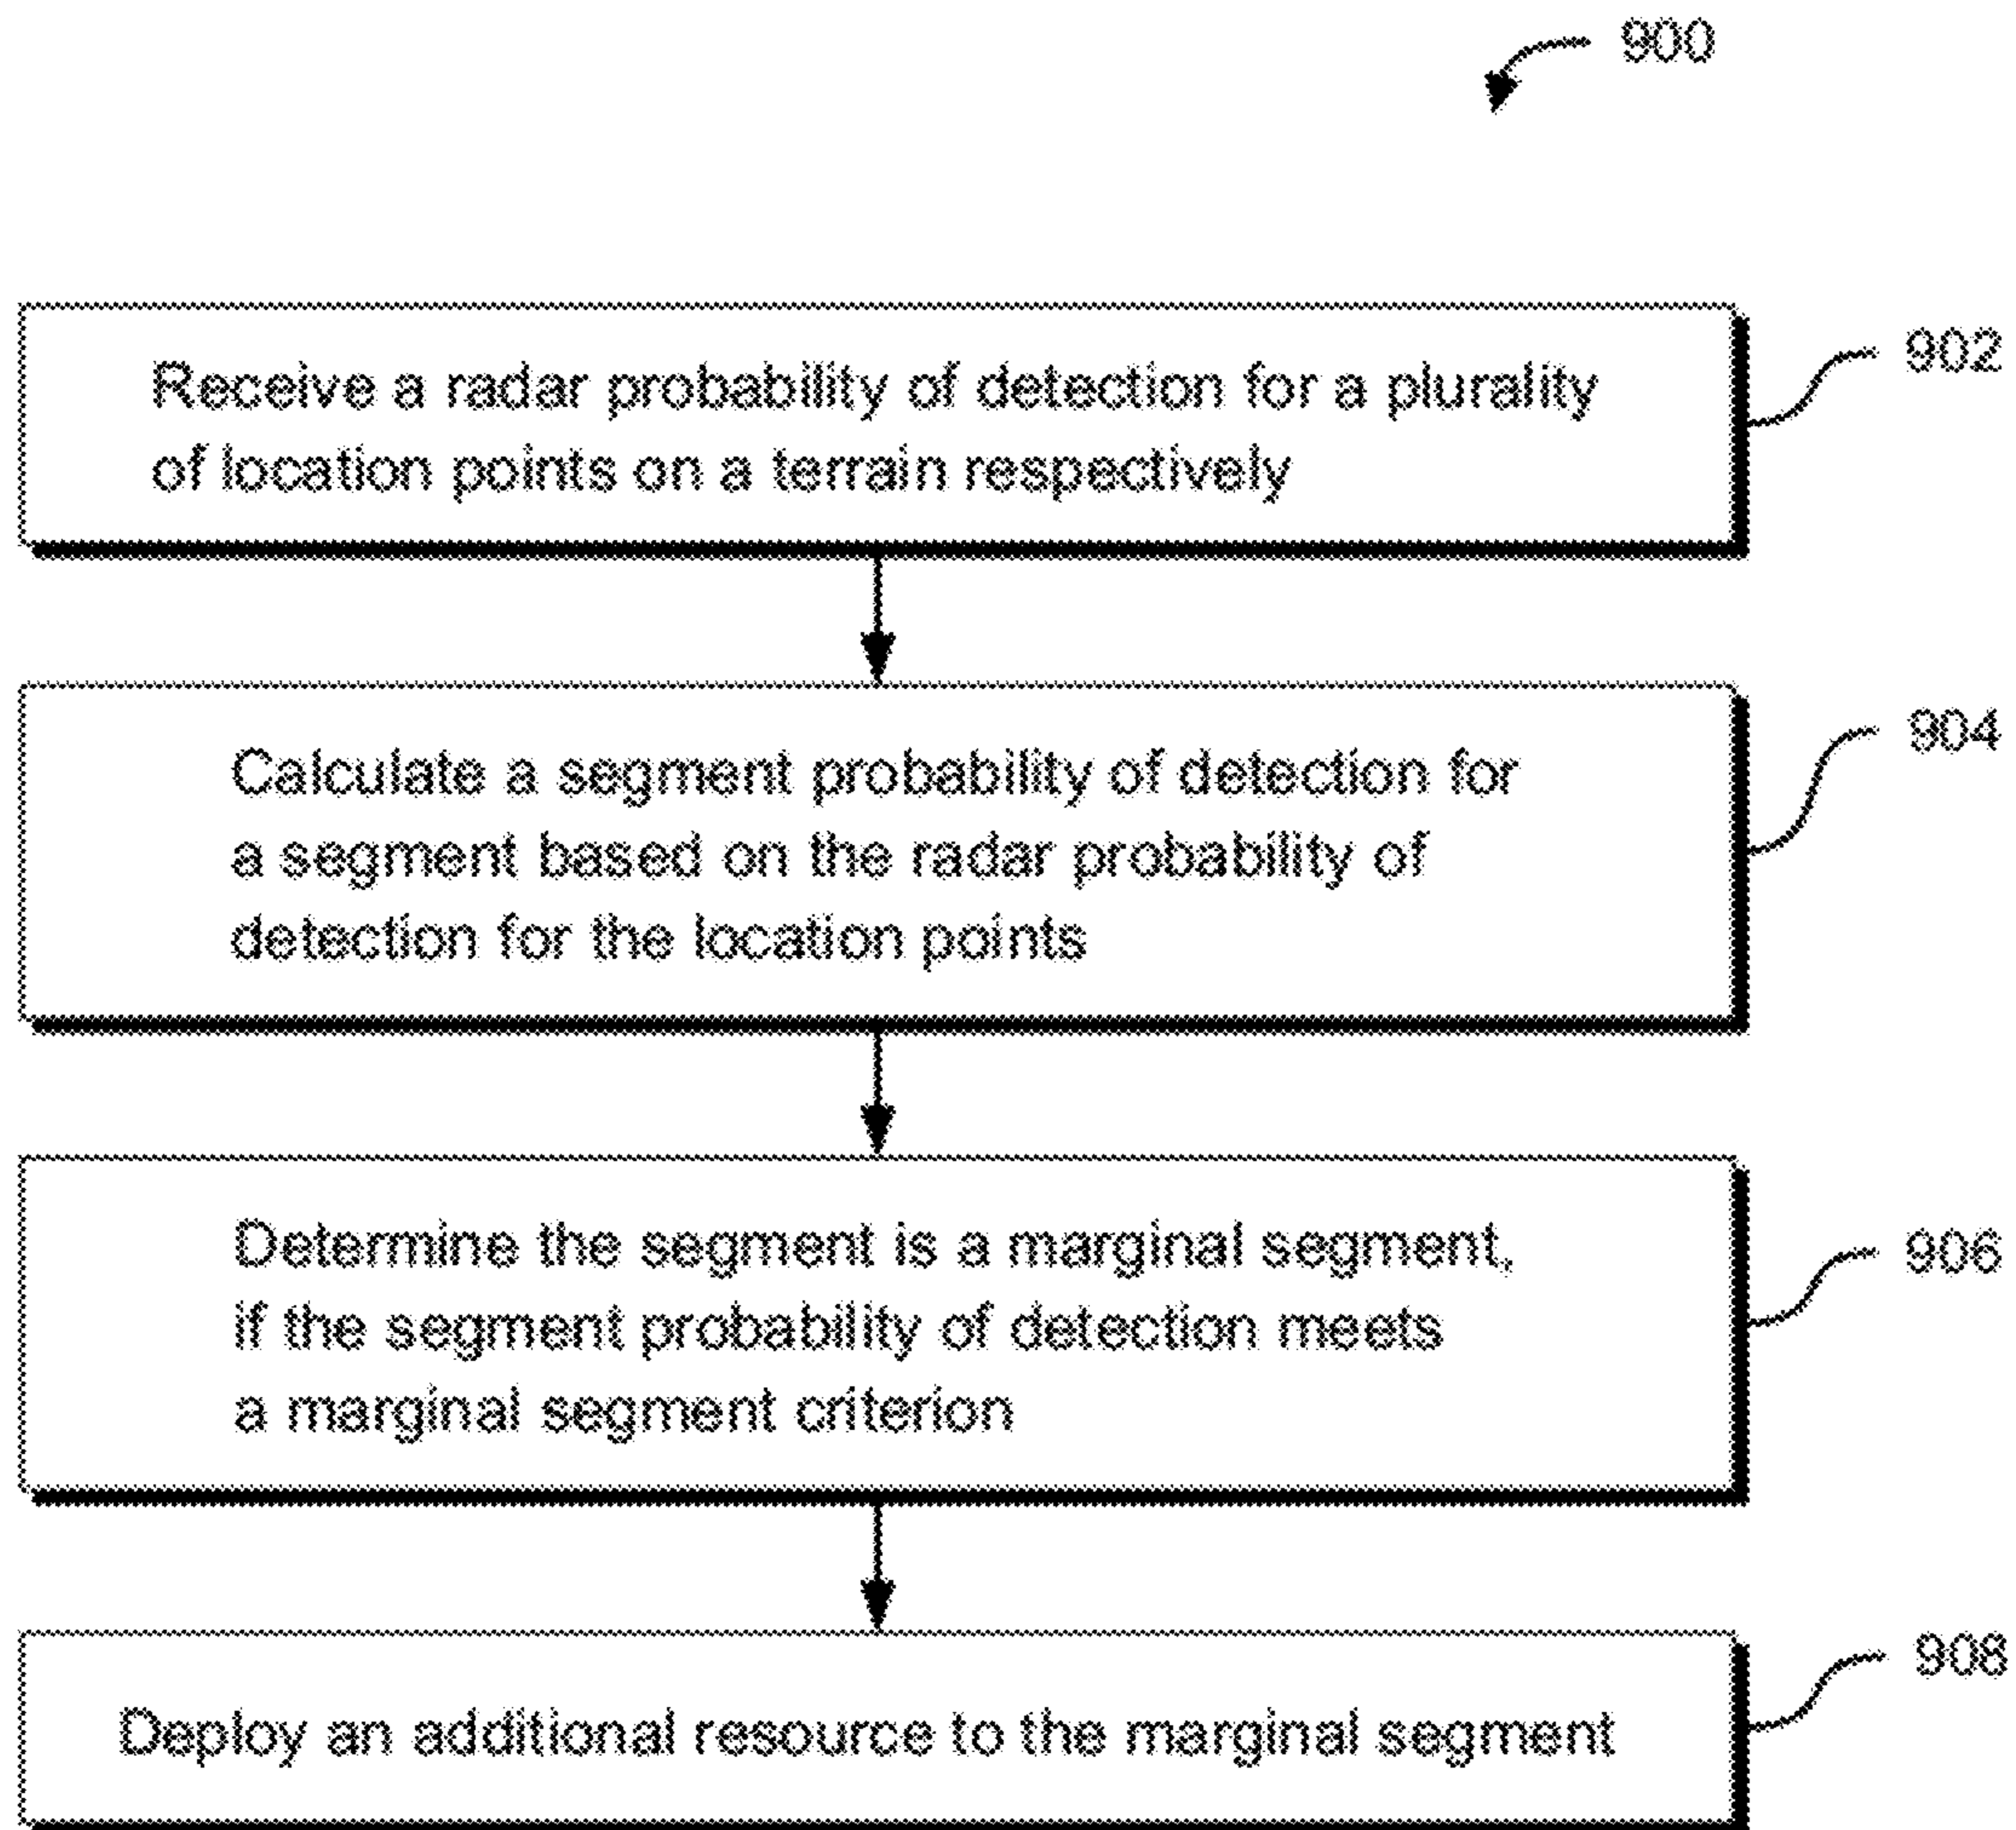 900
Receive a radar probability of detection for a plurality
of location points on a terrain respectively
902
Calculate a segment probability of detection for
a segment based on the radar probability of
detection for the location points
904
Determine the segment is a marginal segment,
if the segment probability of detection meets
a marginal segment criterion
906
Deploy an additional resource to the marginal segment
908